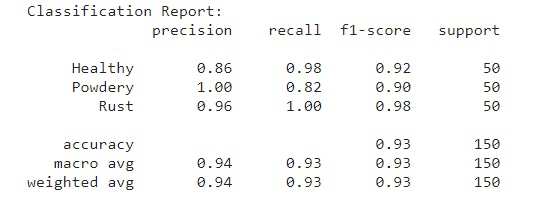 Classification Report:
precision recall f1-score support
Healthy 0.86 0.98 0.92 50
Powdery 1.00 0.82 0.90 50
Rust 0.96 1.00 0.98 50
accuracy 0.93 150
macro avg 0.94 0.93 0.93 150
weighted avg 0.94 0.93 0.93 150